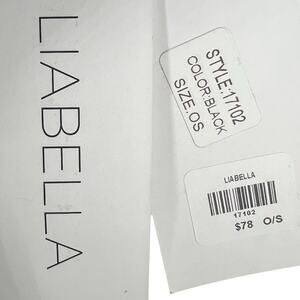 LIABELLA
STYLE:17102
COLOR:BLACK
SIZE.OS
LIABELLA
17102
$78 O/S